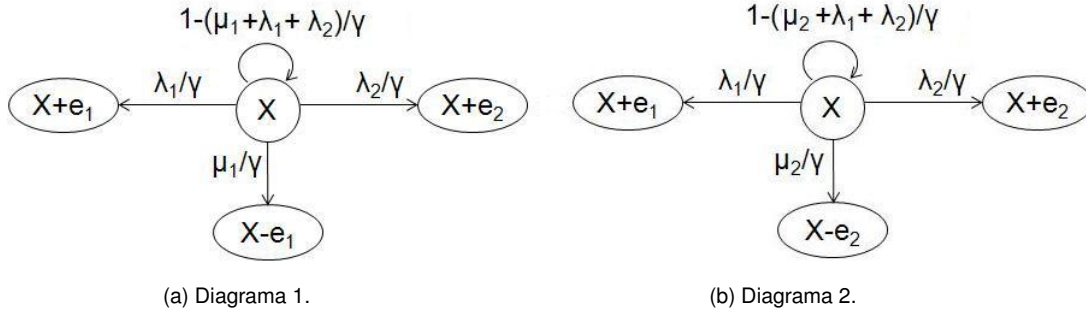 1-(μ₁+λ₁+ λ₂)/γ
X+e₁
λ₁/γ
X
λ₂/γ
X+e₂
μ₁/γ
X-e₁
(a) Diagrama 1.
1-(μ₂+λ₁+ λ₂)/γ
X+e₁
λ₁/γ
X
λ₂/γ
X+e₂
μ₂/γ
X-e₂
(b) Diagrama 2.